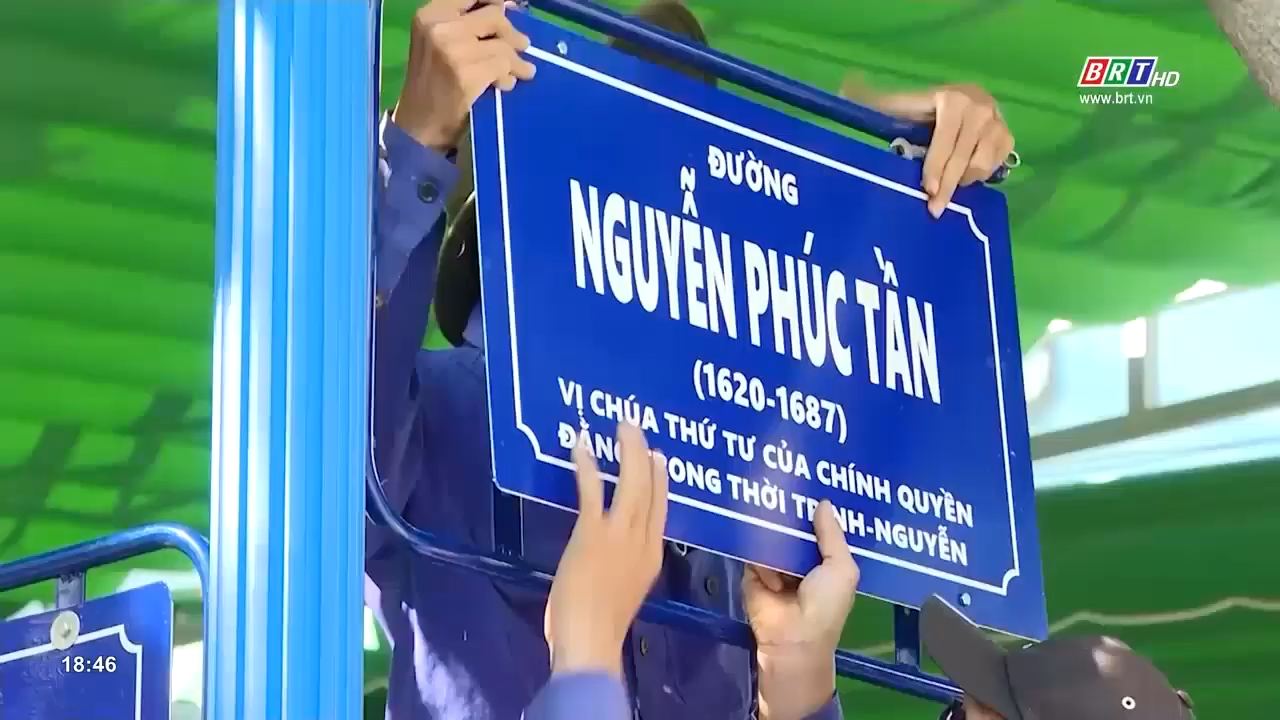 BRT HD
www.brt.vn
ĐƯỜNG
NGUYỄN PHÚC TẦN
(1620-1687)
VỊ CHÚA THỨ TƯ CỦA CHÍNH QUYỀN
THỜI TRỊNH-NGUYỄN
18:46